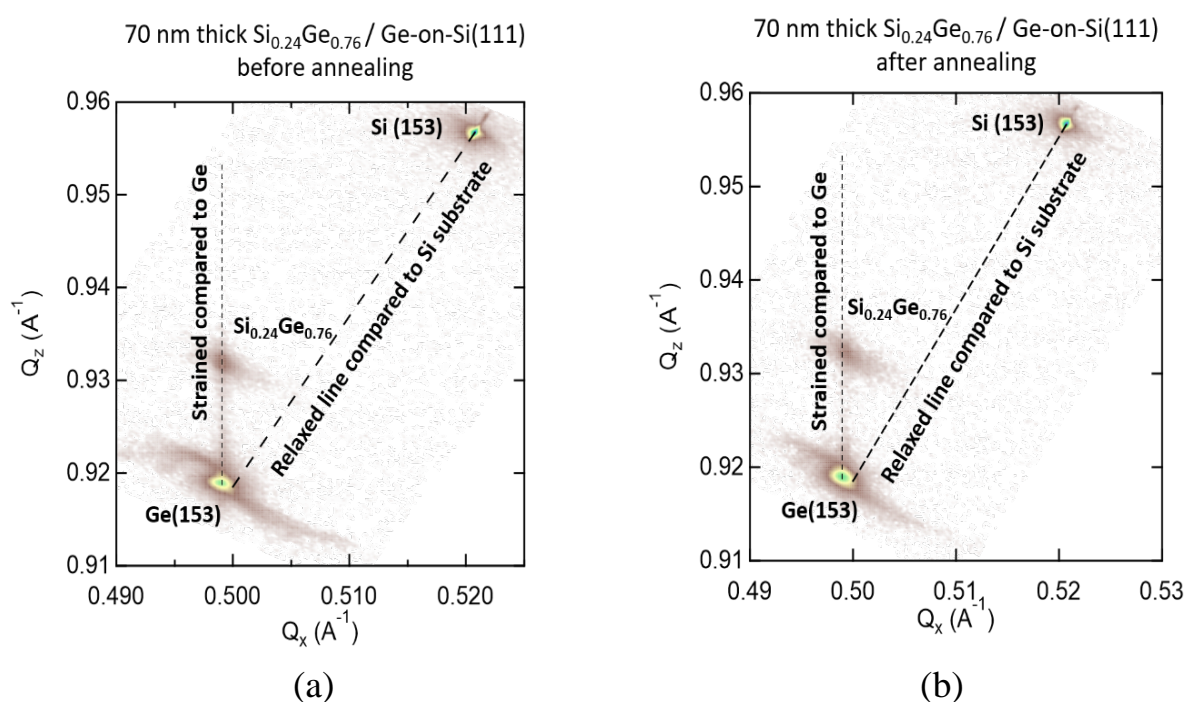 70 nm thick Si₀.₂₄Ge₀.₇₆ / Ge-on-Si(111)
before annealing
0.96
0.95
0.94
0.93
0.92
0.91
Q_z (A⁻¹)
0.490
0.500
0.510
0.520
Q_x (A⁻¹)
Si (153)
Strained compared to Ge
Si₀.₂₄Ge₀.₇₆
Relaxed line compared to Si substrate
Ge(153)
(a)
70 nm thick Si₀.₂₄Ge₀.₇₆ / Ge-on-Si(111)
after annealing
0.96
0.95
0.94
0.93
0.92
0.91
Q_z (A⁻¹)
0.49
0.50
0.51
0.52
0.53
Q_x (A⁻¹)
Si (153)
Strained compared to Ge
Si₀.₂₄Ge₀.₇₆
Relaxed line compared to Si substrate
Ge(153)
(b)